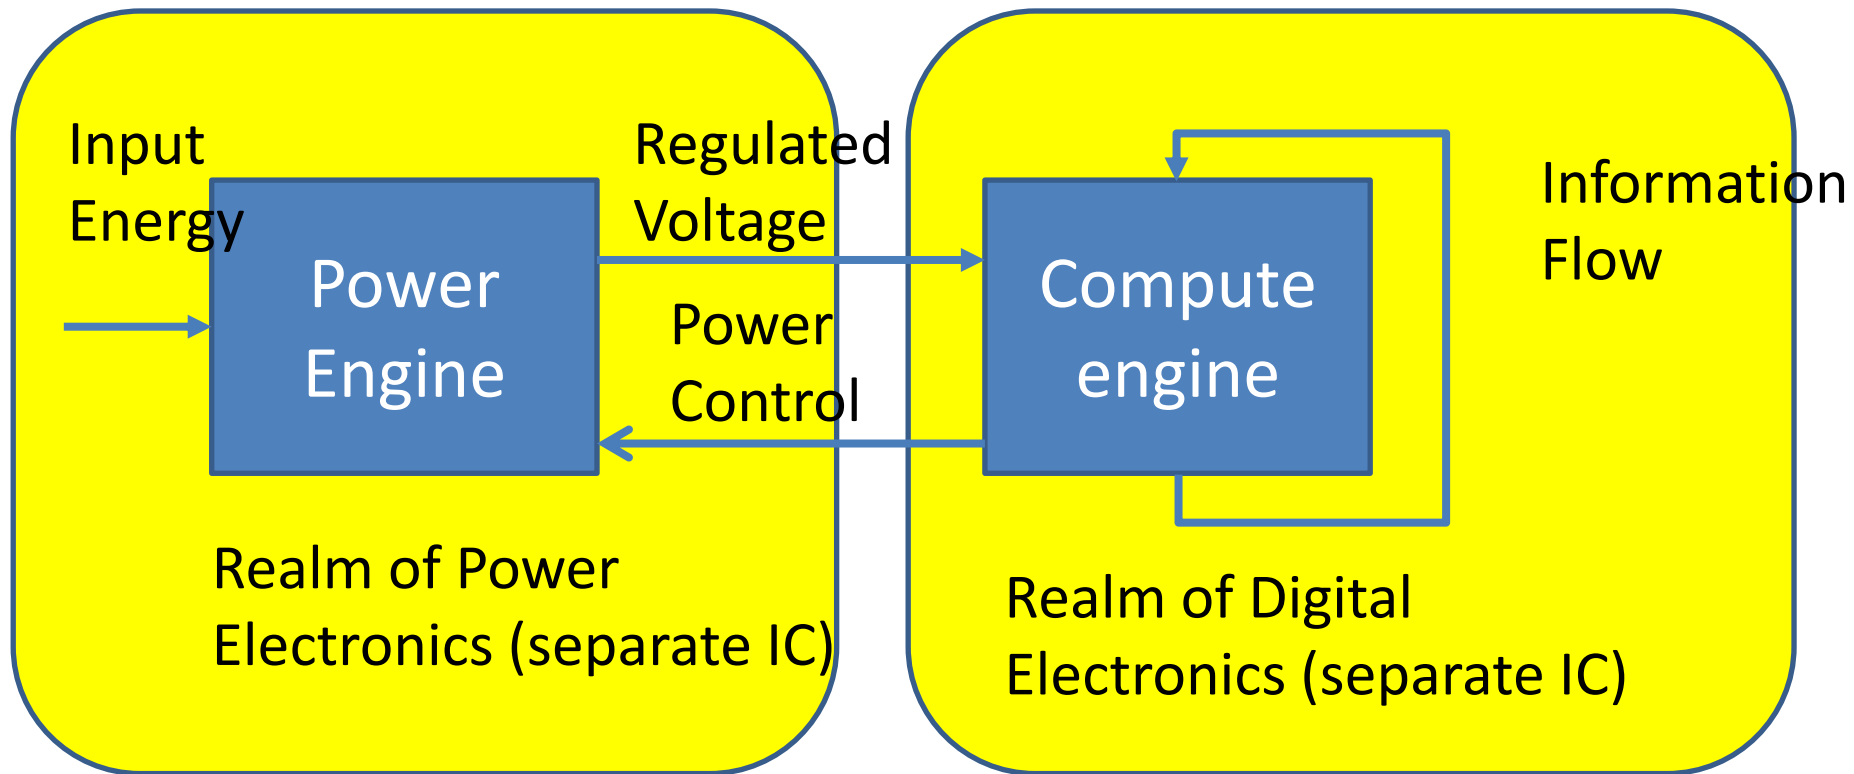 Input
Energy
Power
Engine
Regulated
Voltage
Power
Control
Realm of Power
Electronics (separate IC)
Compute
engine
Information
Flow
Realm of Digital
Electronics (separate IC)